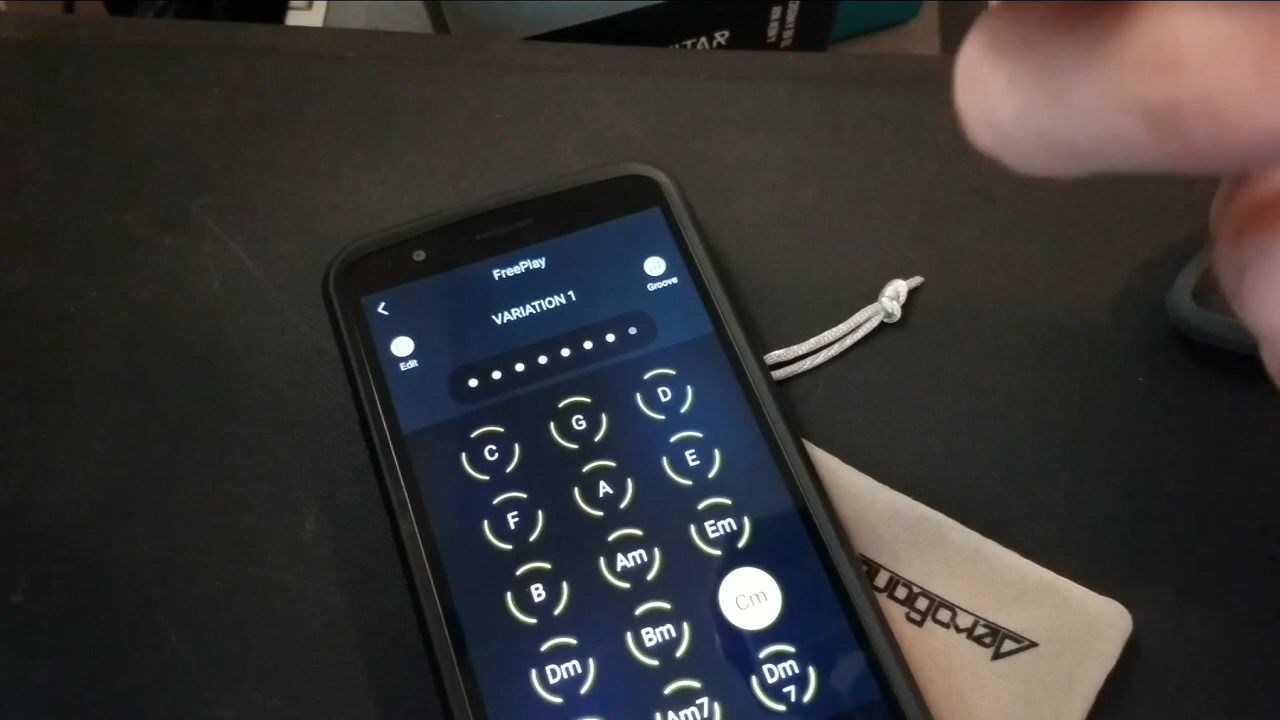 FreePlay
VARIATION 1
Groove
Edit
C
G
D
F
A
E
B
Am
Em
Dm
Bm
Cm
Am7
Dm
7